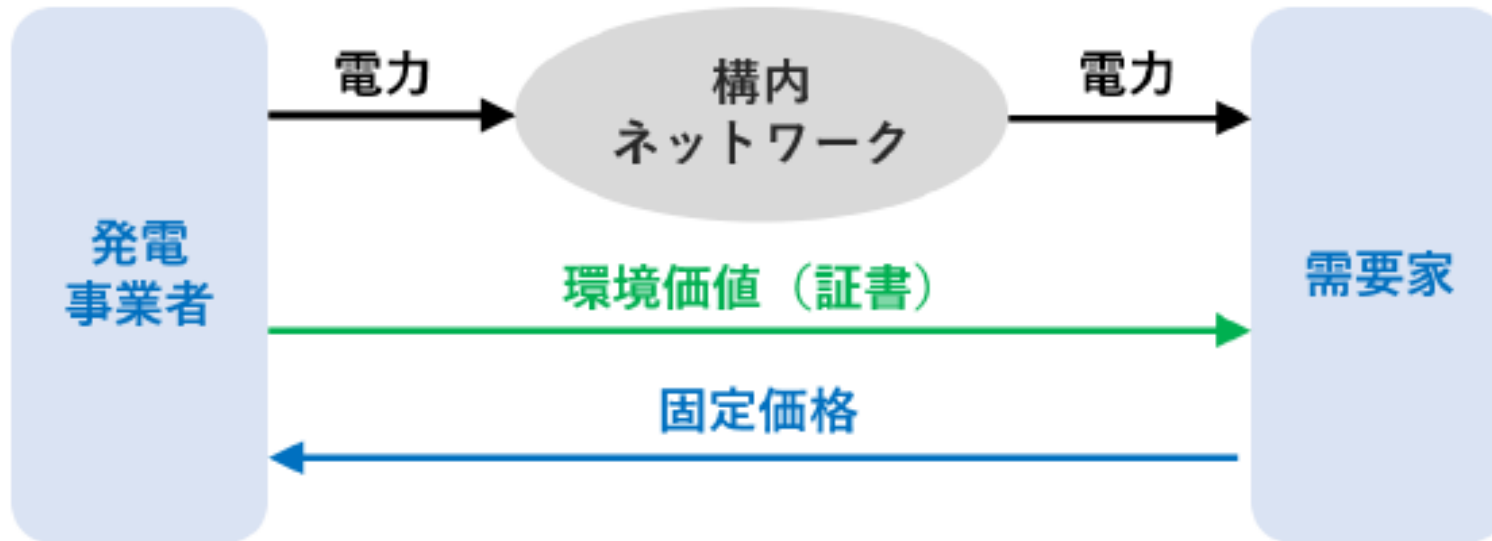 電力
構内
ネットワーク
電力
発電
事業者
環境価値（証書）
需要家
固定価格